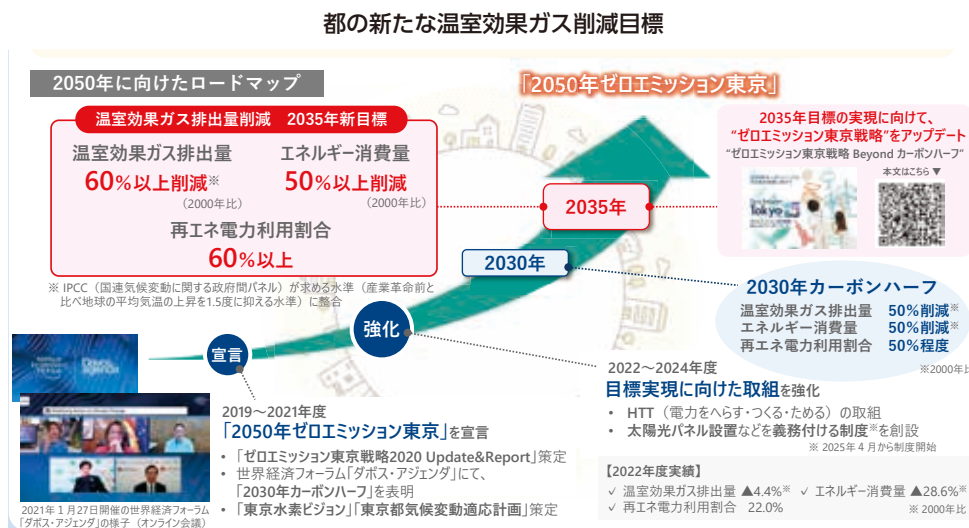 都の新たな温室効果ガス削減目標
2050年に向けたロードマップ
「2050年ゼロエミッション東京」
温室効果ガス排出量削減 2035年新目標
温室効果ガス排出量
60%以上削減※
(2000年比)
エネルギー消費量
50%以上削減
(2000年比)
再エネ電力利用割合
60%以上
※ IPCC（国連気候変動に関する政府間パネル）が求める水準（産業革命前と
比べ地球の平均気温の上昇を1.5度に抑える水準）に整合
2035年目標の実現に向けて、
“ゼロエミッション東京戦略”をアップデート
“ゼロエミッション東京戦略 Beyond カーボンハーフ”
本文はこちら ▼
Tokyo
2035年
2030年
2030年カーボンハーフ
温室効果ガス排出量 50%削減※
エネルギー消費量 50%削減※
再エネ電力利用割合 50%程度
※2000年比
強化
宣言
2022～2024年度
目標実現に向けた取組を強化
• HTT（電力をへらす・つくる・ためる）の取組
• 太陽光パネル設置などを義務付ける制度※を創設
※ 2025年4月から制度開始
【2022年度実績】
✓ 温室効果ガス排出量 ▲4.4%※ ✓ エネルギー消費量 ▲28.6%※
✓ 再エネ電力利用割合 22.0%
※ 2000年比
2019～2021年度
「2050年ゼロエミッション東京」を宣言
• 「ゼロエミッション東京戦略2020 Update&Report」策定
• 世界経済フォーラム「ダボス・アジェンダ」にて、
「2030年カーボンハーフ」を表明
• 「東京水素ビジョン」「東京都気候変動適応計画」策定
2021年1月27日開催の世界経済フォーラム
「ダボス・アジェンダ」の様子（オンライン会議）